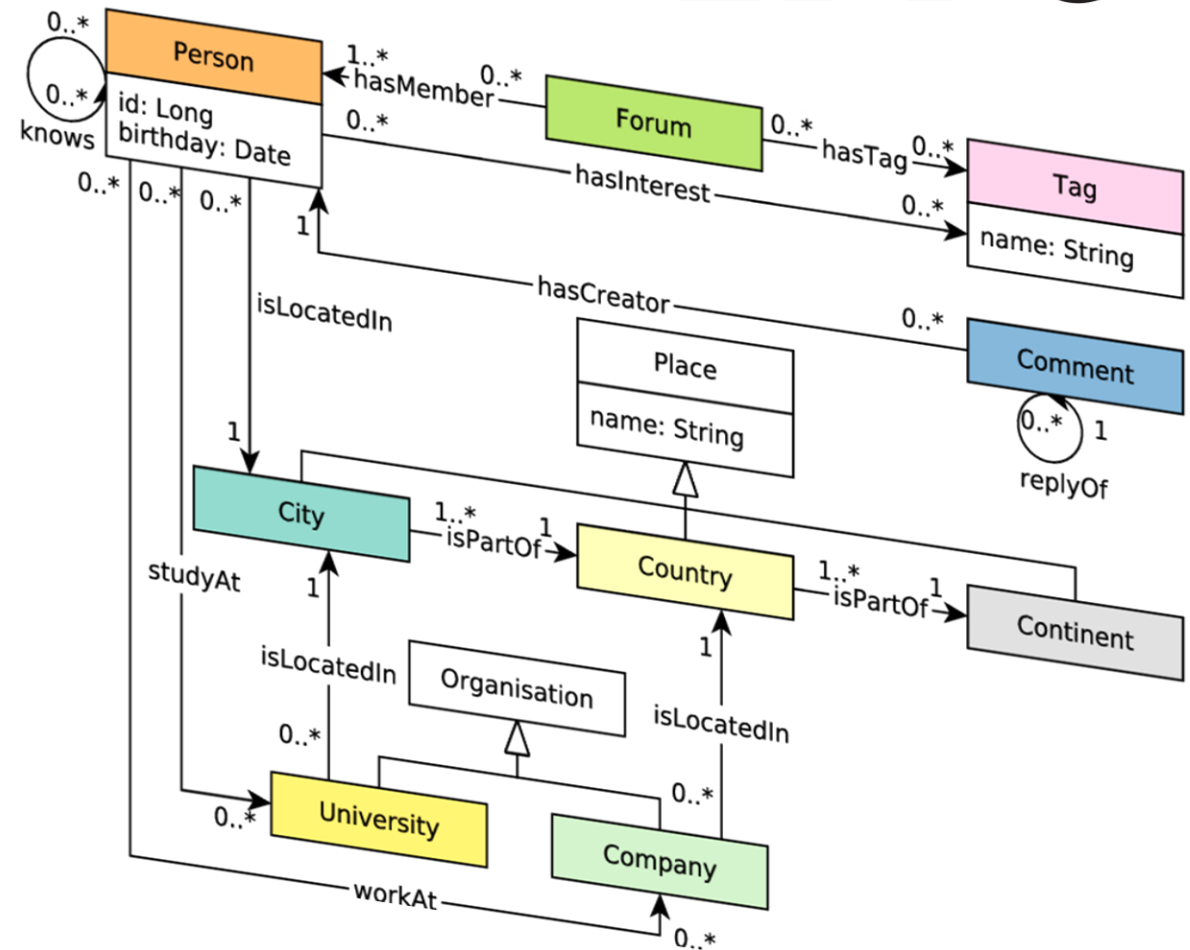 0..*
Person
1..*
0..*
hasMember
0..*
knows
id: Long
birthday: Date
Forum
0..*
hasTag
0..*
Tag
name: String
0..*
hasInterest
0..*
0..*
0..*
0..*
1
hasCreator
0..*
Comment
0..*
1
replyOf
isLocatedIn
1
Place
name: String
City
1..*
isPartOf
1
Country
1..*
isPartOf
1
Continent
studyAt
1
isLocatedIn
0..*
Organisation
1
isLocatedIn
0..*
0..*
University
Company
workAt
0..*